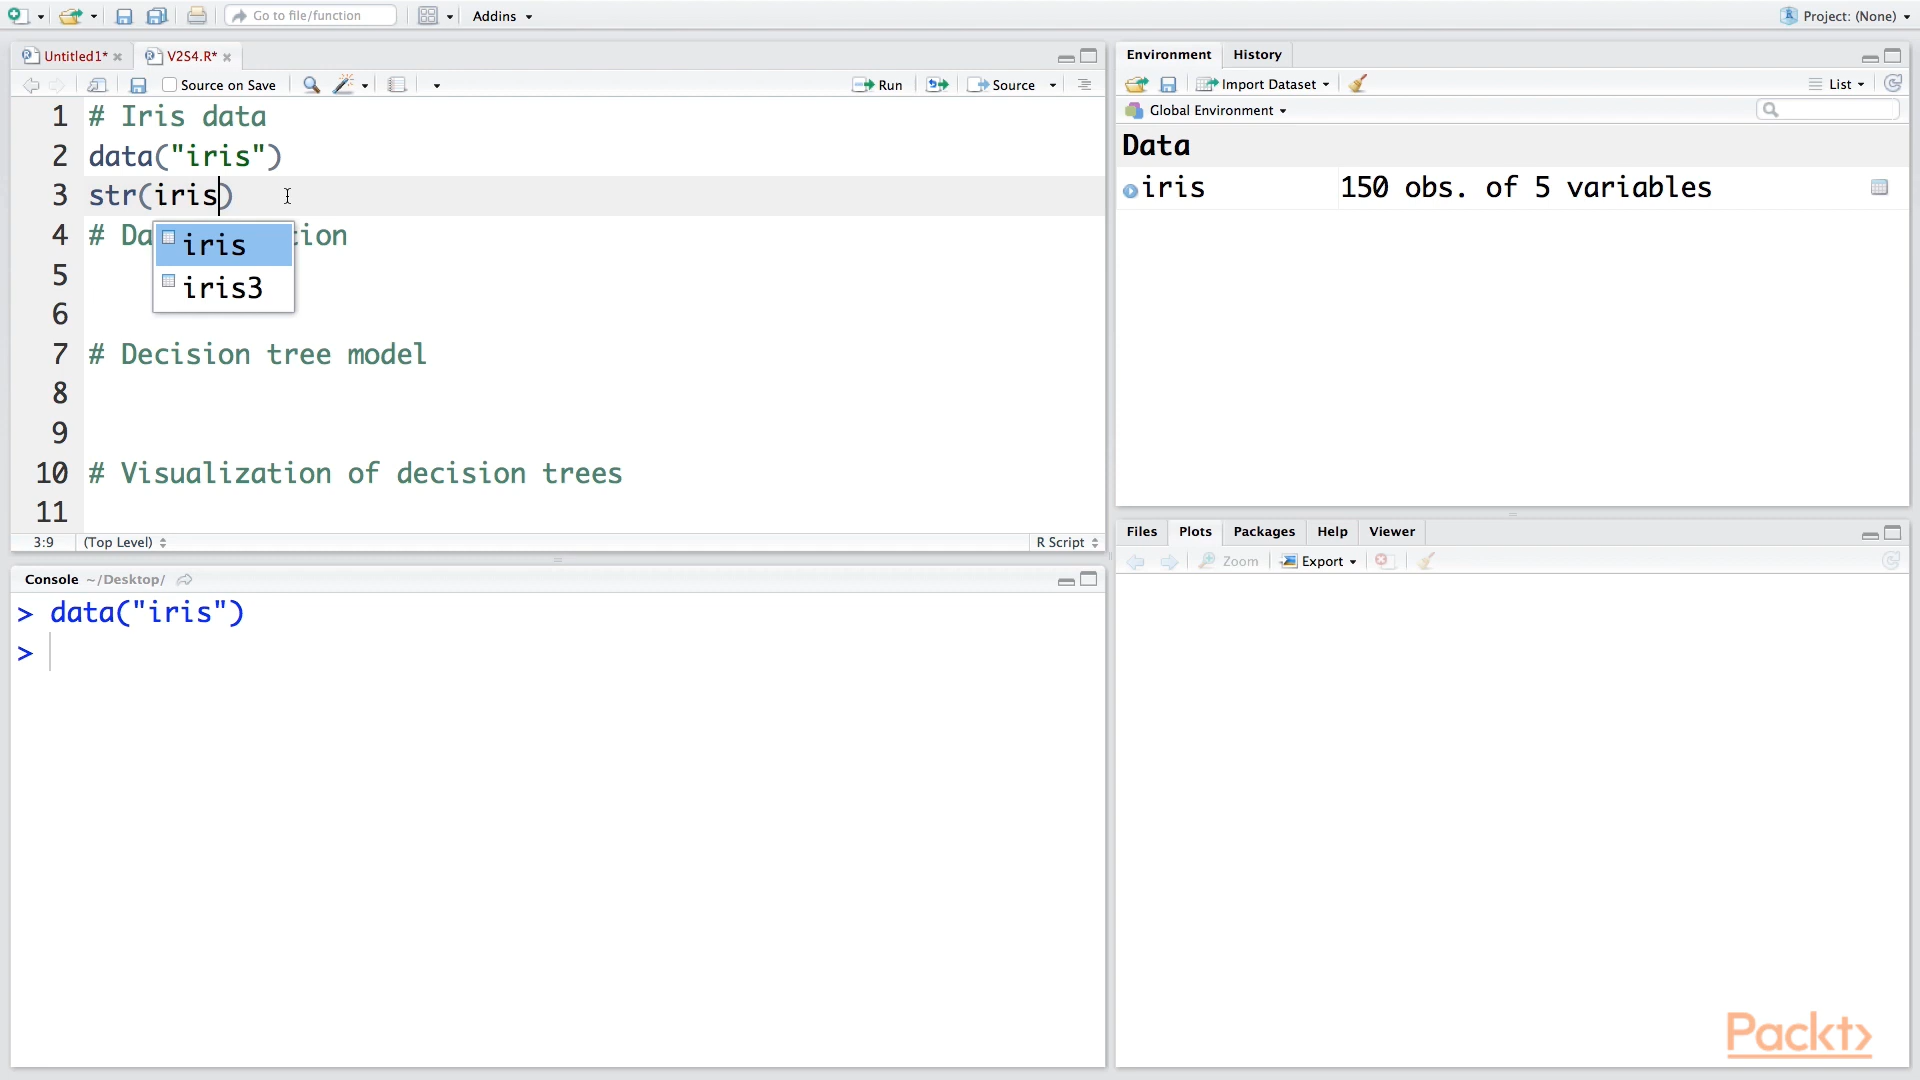 Go to file/function
Addins
Project: (None)
Untitled1*
V2S4.R*
Source on Save
Run
Source
1 # Iris data
2 data("iris")
3 str(iris)
4 # Da ion
5
6
7 # Decision tree model
8
9
10 # Visualization of decision trees
11
iris
iris3
3:9
(Top Level)
R Script
Console ~/Desktop/
> data("iris")
>
Environment
History
Import Dataset
List
Global Environment
Data
iris
150 obs. of 5 variables
Files
Plots
Packages
Help
Viewer
Zoom
Export
Packt